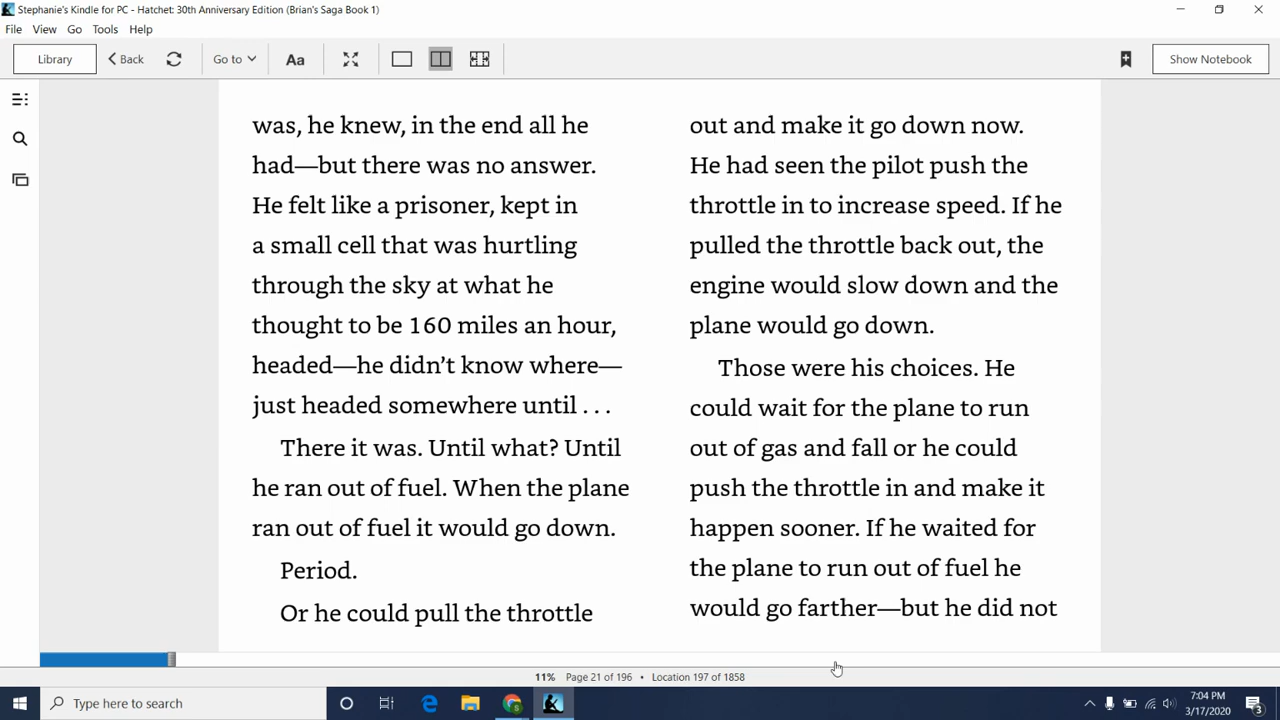 Stephanie's Kindle for PC - Hatchet: 30th Anniversary Edition (Brian's Saga Book 1)
File View Go Tools Help
Library Back Go to Aa Show Notebook
was, he knew, in the end all he
had—but there was no answer.
He felt like a prisoner, kept in
a small cell that was hurtling
through the sky at what he
thought to be 160 miles an hour,
headed—he didn't know where—
just headed somewhere until . . .
There it was. Until what? Until
he ran out of fuel. When the plane
ran out of fuel it would go down.
Period.
Or he could pull the throttle
out and make it go down now.
He had seen the pilot push the
throttle in to increase speed. If he
pulled the throttle back out, the
engine would slow down and the
plane would go down.
Those were his choices. He
could wait for the plane to run
out of gas and fall or he could
push the throttle in and make it
happen sooner. If he waited for
the plane to run out of fuel he
would go farther—but he did not
11% Page 21 of 196 • Location 197 of 1858
Type here to search
7:04 PM
3/17/2020
3